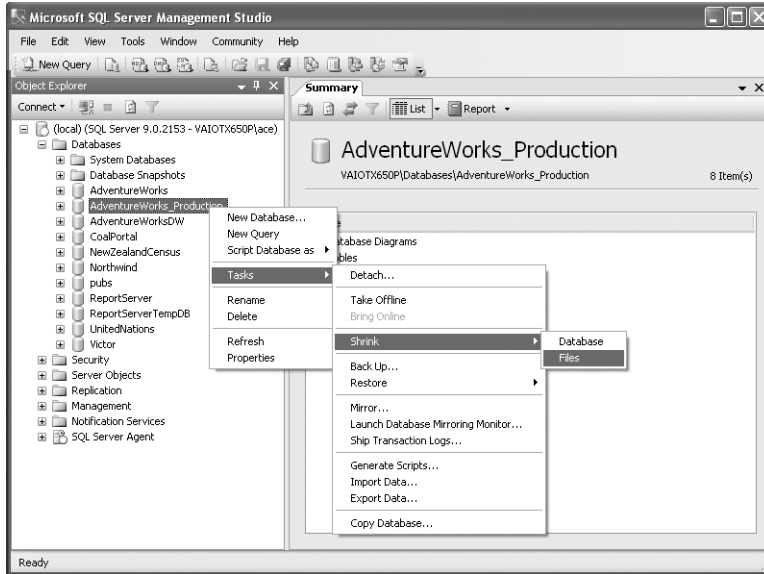 Microsoft SQL Server Management Studio
File Edit View Tools Window Community Help
New Query
Object Explorer
Connect
(local) (SQL Server 9.0.2153 - VAIOTX650P\ace)
Databases
System Databases
Database Snapshots
AdventureWorks
AdventureWorks_Production
AdventureWorksDW
CoalPortal
NewZealandCensus
Northwind
pubs
ReportServer
ReportServerTempDB
UnitedNations
Victor
Security
Server Objects
Replication
Management
Notification Services
SQL Server Agent
Summary
List Report
AdventureWorks_Production
VAIOTX650P\Databases\AdventureWorks_Production 8 Item(s)
Diagrams
New Database...
New Query
Script Database as
Tasks
Rename
Delete
Refresh
Properties
Detach...
Take Offline
Bring Online
Shrink
Back Up...
Restore
Mirror...
Launch Database Mirroring Monitor...
Ship Transaction Logs...
Generate Scripts...
Import Data...
Export Data...
Copy Database...
Database
Files
Ready